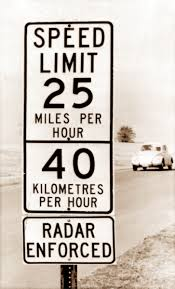 SPEED
LIMIT
25
MILES PER
HOUR
40
KILOMETRES
PER HOUR
RADAR
ENFORCED